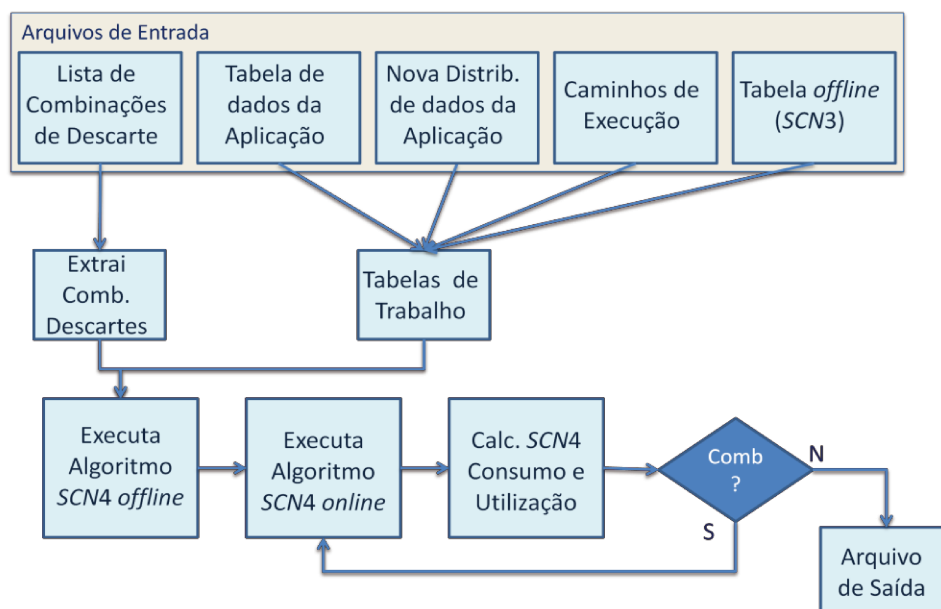 Arquivos de Entrada
Lista de
Combinações
de Descarte
Tabela de
dados da
Aplicação
Nova Distrib.
de dados da
Aplicação
Caminhos de
Execução
Tabela offline
(SCN3)
Extrai
Comb.
Descartes
Tabelas de
Trabalho
Executa
Algoritmo
SCN4 offline
Executa
Algoritmo
SCN4 online
Calc. SCN4
Consumo e
Utilização
Comb
?
N
S
Arquivo
de Saída